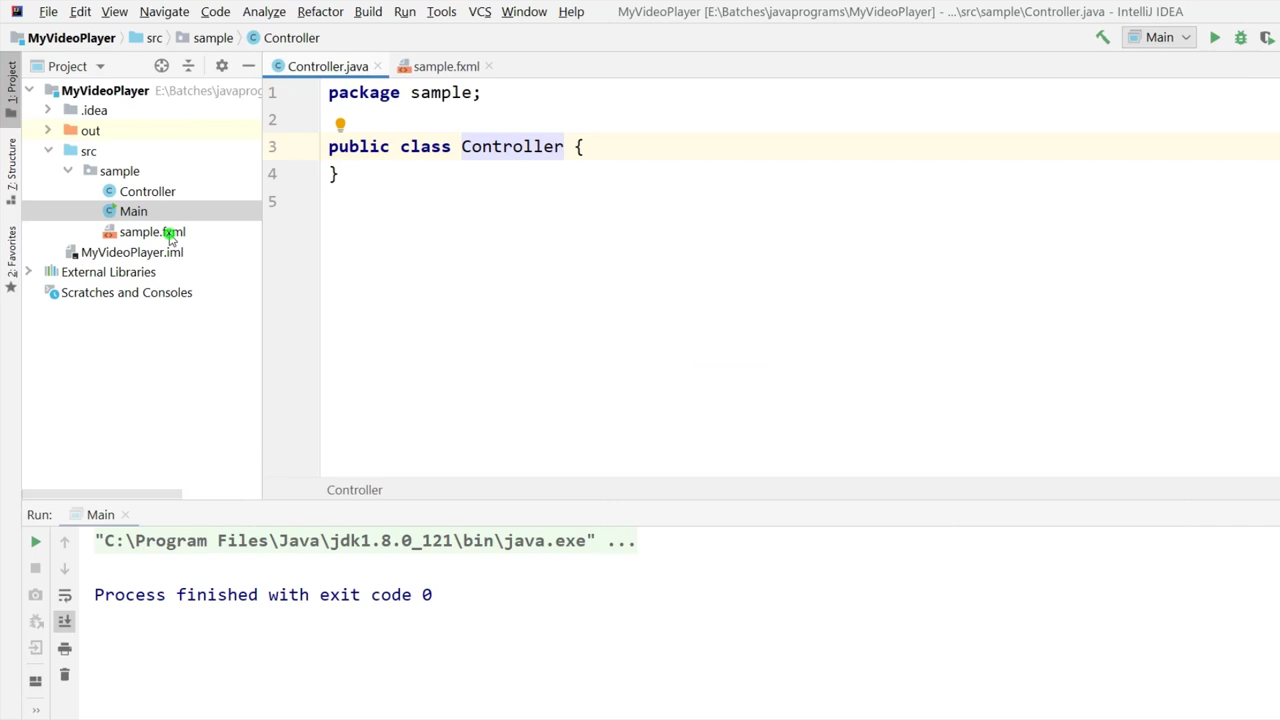 File Edit View Navigate Code Analyze Refactor Build Run Tools VCS Window Help MyVideoPlayer [E:\Batches\javaprograms\MyVideoPlayer] - ...\src\sample\Controller.java - IntelliJ IDEA
MyVideoPlayer src sample Controller Main
1: Project
Z: Structure
2: Favorites
Project
MyVideoPlayer E:\Batches\javaprog
.idea
out
src
sample
Controller
Main
sample.fxml
MyVideoPlayer.iml
External Libraries
Scratches and Consoles
Controller.java sample.fxml
1 package sample;
2
3 public class Controller {
4 }
5
Controller
Run: Main
"C:\Program Files\Java\jdk1.8.0_121\bin\java.exe" ...
Process finished with exit code 0